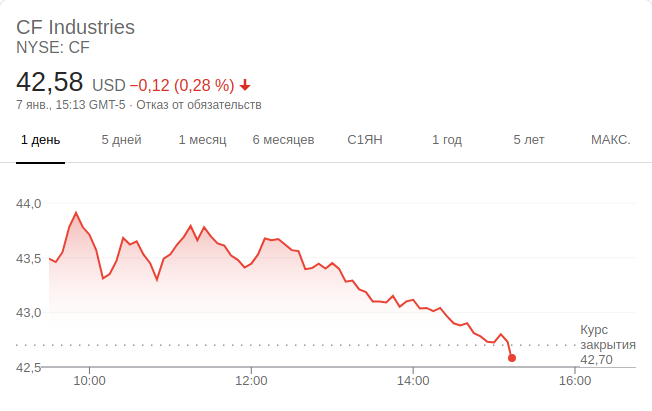 CF Industries
NYSE: CF
42,58 USD −0,12 (0,28 %)
7 янв., 15:13 GMT-5 · Отказ от обязательств
1 день 5 дней 1 месяц 6 месяцев С1ЯН 1 год 5 лет МАКС.
44,0
43,5
43,0
Курс
закрытия
42,70
42,5
10:00 12:00 14:00 16:00